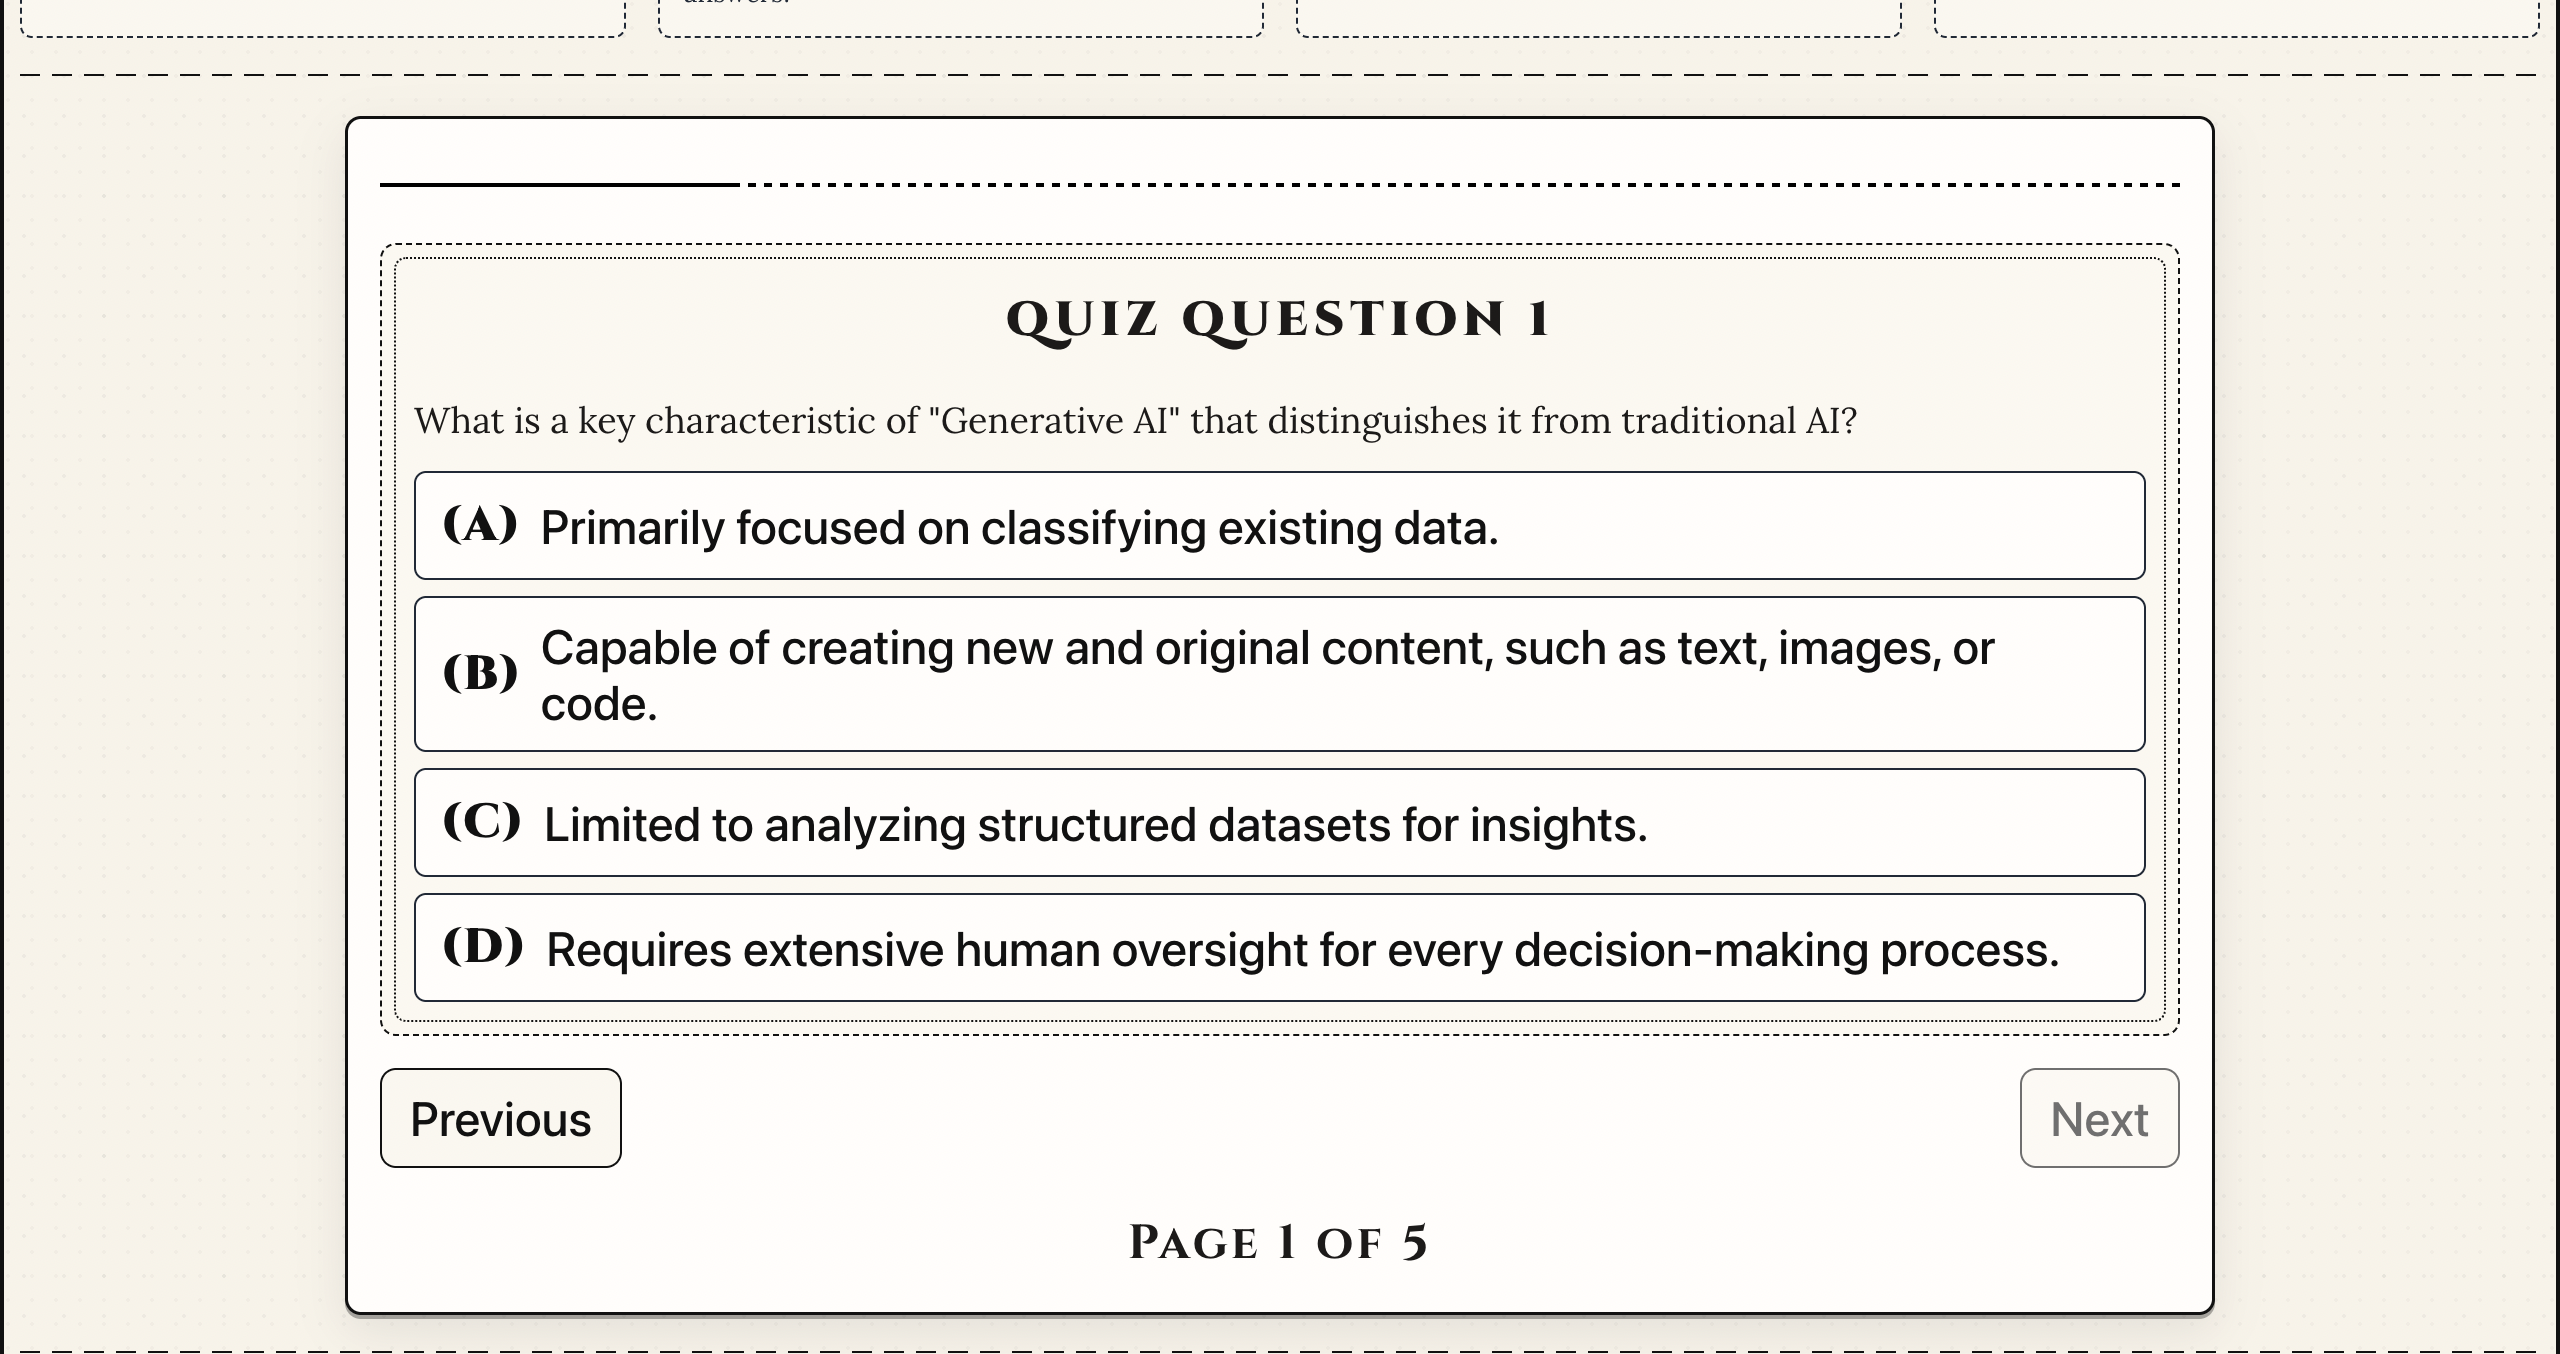 answers.
QUIZ QUESTION 1
What is a key characteristic of "Generative AI" that distinguishes it from traditional AI?
(A) Primarily focused on classifying existing data.
(B) Capable of creating new and original content, such as text, images, or
code.
(C) Limited to analyzing structured datasets for insights.
(D) Requires extensive human oversight for every decision-making process.
Previous Next
Page 1 of 5